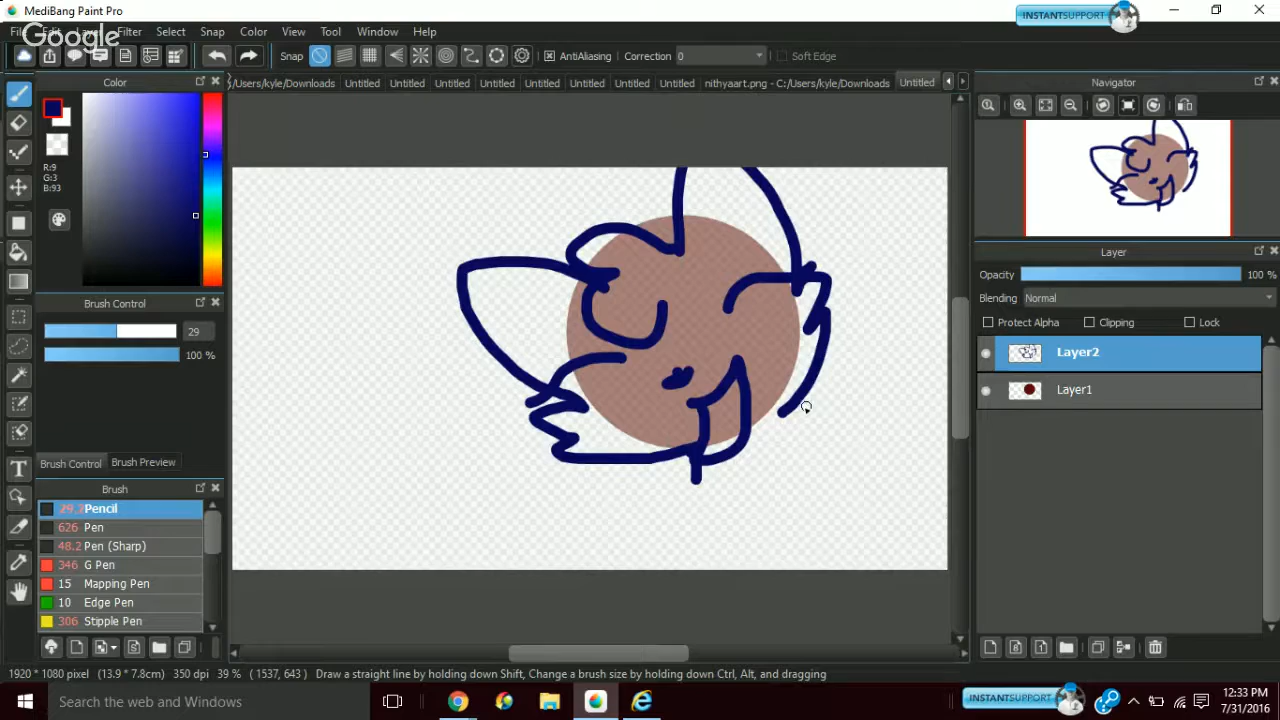 MediBang Paint Pro
INSTANTSUPPORT
File Edit Layer Filter Select Snap Color View Tool Window Help
Google
Snap AntiAliasing Correction 0 Soft Edge
Color
/Users/kyle/Downloads Untitled Untitled Untitled Untitled Untitled Untitled Untitled nithyaart.png - C:/Users/kyle/Downloads Untitled
Navigator
R:9
G:3
B:93
Brush Control
29
100 %
Brush Control Brush Preview
Brush
29.2 Pencil
626 Pen
48.2 Pen (Sharp)
346 G Pen
15 Mapping Pen
10 Edge Pen
306 Stipple Pen
Layer
Opacity 100 %
Blending Normal
Protect Alpha Clipping Lock
Layer2
Layer1
1920 * 1080 pixel (13.9 * 7.8cm) 350 dpi 39 % ( 1537, 643 ) Draw a straight line by holding down Shift, Change a brush size by holding down Ctrl, Alt, and dragging
Search the web and Windows
INSTANTSUPPORT
12:33 PM
7/31/2016